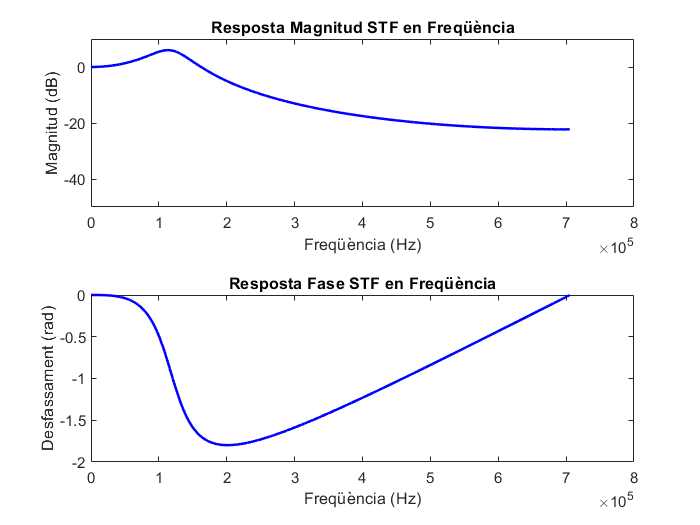 Resposta Magnitud STF en Freqüència
Magnitud (dB)
0
-20
-40
0 1 2 3 4 5 6 7 8
Freqüència (Hz)
×10^5
Resposta Fase STF en Freqüència
Desfassament (rad)
0
-0.5
-1
-1.5
-2
0 1 2 3 4 5 6 7 8
Freqüència (Hz)
×10^5